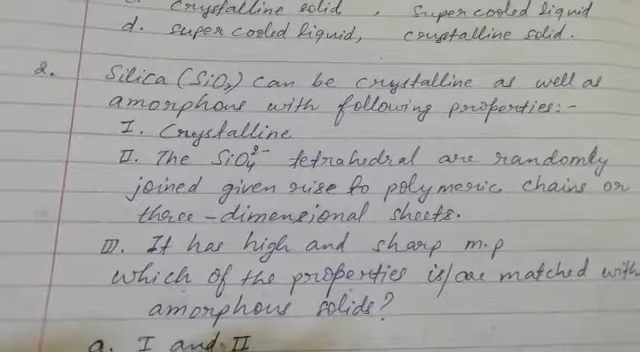 crystalline solid, super cooled liquid
d. super cooled liquid, crystalline solid.
2. Silica (SiO₂) can be crystalline as well as
amorphous with following properties:-
I. Crystalline
II. The SiO₄⁴⁻ tetrahedral are randomly
joined given rise to polymeric chains or
three-dimensional sheets.
III. It has high and sharp m.p
which of the properties is/are matched with
amorphous solids?
a. I and II